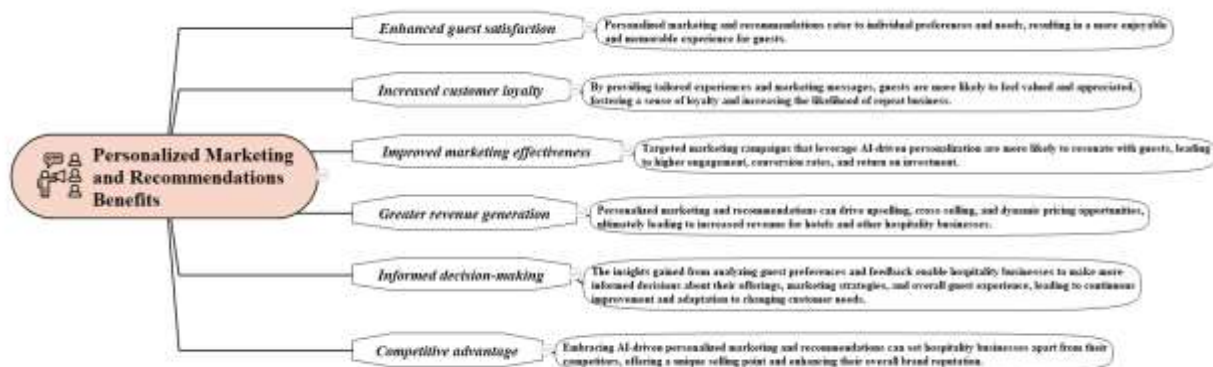 Enhanced guest satisfaction
Personalized marketing and recommendations cater to individual preferences and needs, resulting in a more enjoyable
and memorable experience for guests.
Increased customer loyalty
By providing tailored experiences and marketing messages, guests are more likely to feel valued and appreciated,
fostering a sense of loyalty and increasing the likelihood of repeat business.
Personalized Marketing
and Recommendations
Benefits
Improved marketing effectiveness
Targeted marketing campaigns that leverage AI-driven personalization are more likely to resonate with guests, leading
to higher engagement, conversion rates, and return on investment.
Greater revenue generation
Personalized marketing and recommendations can drive upselling, cross-selling, and dynamic pricing opportunities,
ultimately leading to increased revenue for hotels and other hospitality businesses.
Informed decision-making
The insights gained from analyzing guest preferences and feedback enable hospitality businesses to make more
informed decisions about their offerings, marketing strategies, and overall guest experience, leading to continuous
improvement and adaptation to changing customer needs.
Competitive advantage
Embracing AI-driven personalized marketing and recommendations can set hospitality businesses apart from their
competitors, offering a unique selling point and enhancing their overall brand reputation.